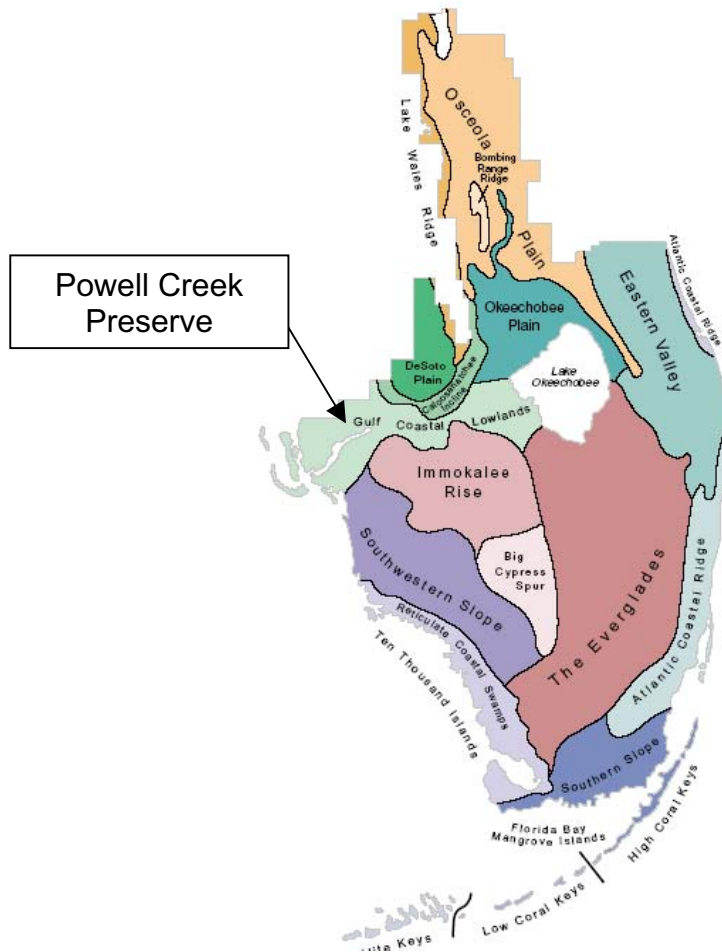 Osceola
Plain
Lake Wales Ridge
Bombing
Range
Ridge
Atlantic Coastal Ridge
Eastern Valley
Powell Creek
Preserve
Okeechobee
Plain
DeSoto
Plain
Caloosahatchee
Incline
Lake
Okeechobee
Gulf Coastal Lowlands
Immokalee
Rise
Southwestern Slope
Big
Cypress
Spur
The Everglades
Atlantic Coastal Ridge
Reticulate Coastal Swamps
Ten Thousand Islands
Southern Slope
Florida Bay
Mangrove Islands
High Coral Keys
Low Coral Keys
Keys